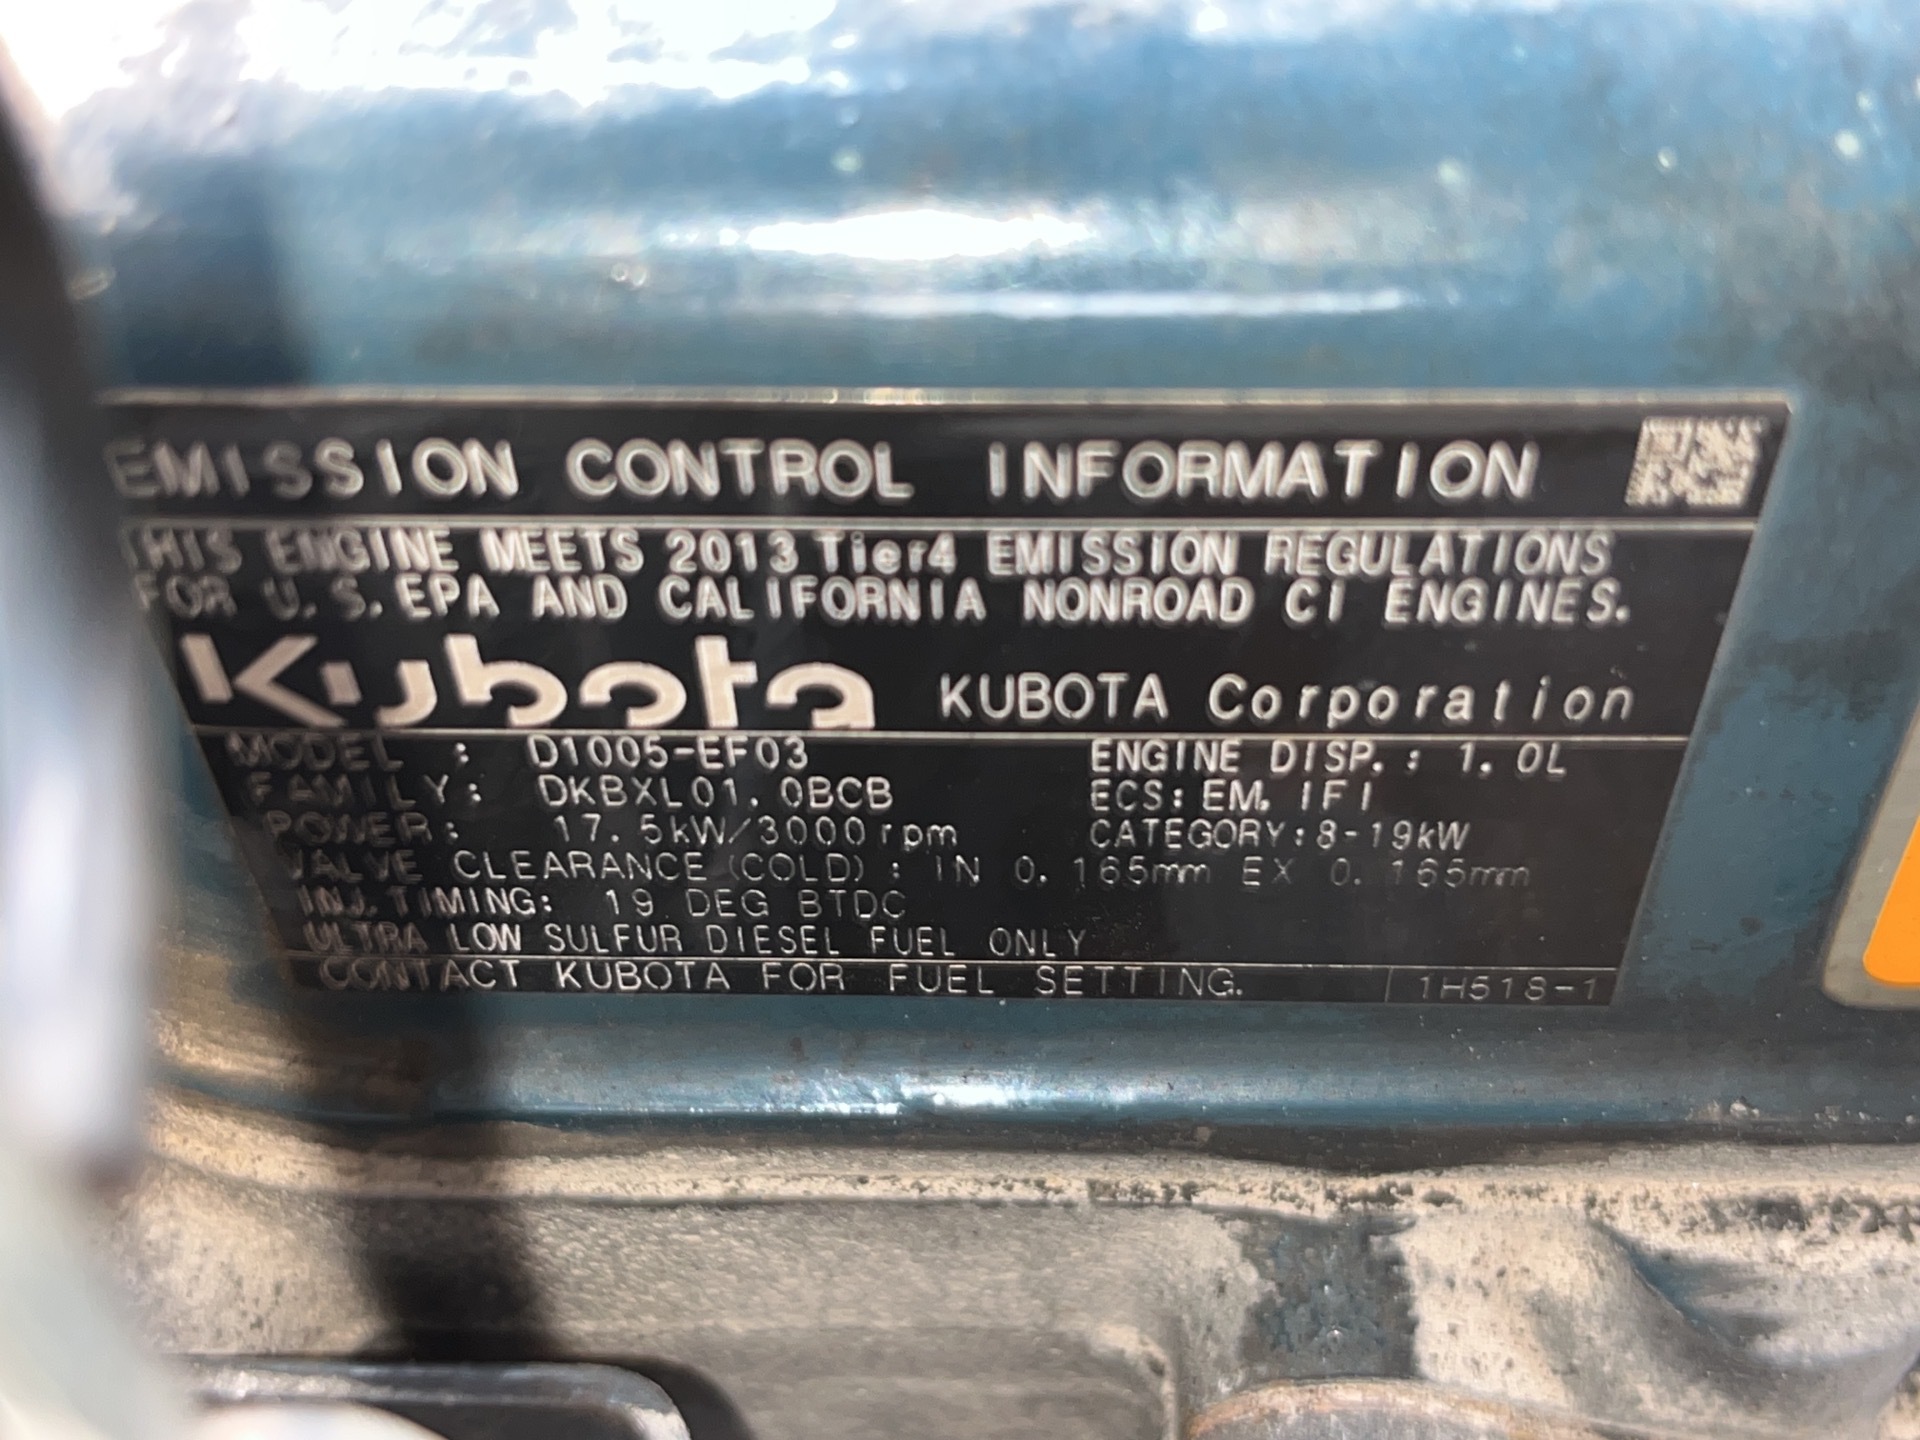 EMISSION CONTROL INFORMATION
THIS ENGINE MEETS 2013 Tier4 EMISSION REGULATIONS
FOR U.S. EPA AND CALIFORNIA NONROAD CI ENGINES.
Kubota KUBOTA Corporation
MODEL : D1005-EF03 ENGINE DISP.: 1.0L
FAMILY: DKBXL01.0BCB ECS: EM, IFI
POWER: 17.5kW/3000rpm CATEGORY:8-19kW
VALVE CLEARANCE (COLD): IN 0.165mm EX 0.165mm
INJ.TIMING: 19 DEG BTDC
ULTRA LOW SULFUR DIESEL FUEL ONLY
CONTACT KUBOTA FOR FUEL SETTING. 1H518-1